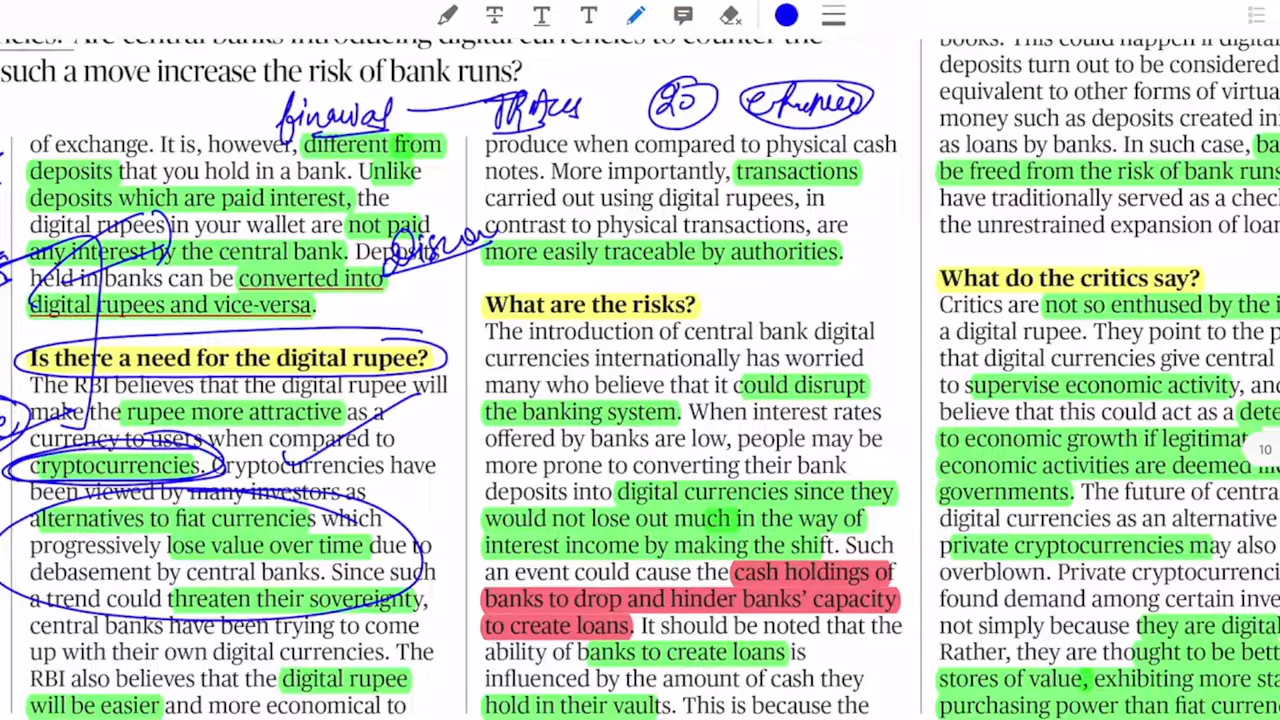 such a move increase the risk of bank runs?
of exchange. It is, however, different from
deposits that you hold in a bank. Unlike
deposits which are paid interest, the
digital rupees in your wallet are not paid
any interest by the central bank. Deposits
held in banks can be converted into
digital rupees and vice-versa.
Is there a need for the digital rupee?
The RBI believes that the digital rupee will
make the rupee more attractive as a
currency to users when compared to
cryptocurrencies. Cryptocurrencies have
been viewed by many investors as
alternatives to fiat currencies which
progressively lose value over time due to
debasement by central banks. Since such
a trend could threaten their sovereignty,
central banks have been trying to come
up with their own digital currencies. The
RBI also believes that the digital rupee
will be easier and more economical to
produce when compared to physical cash
notes. More importantly, transactions
carried out using digital rupees, in
contrast to physical transactions, are
more easily traceable by authorities.
What are the risks?
The introduction of central bank digital
currencies internationally has worried
many who believe that it could disrupt
the banking system. When interest rates
offered by banks are low, people may be
more prone to converting their bank
deposits into digital currencies since they
would not lose out much in the way of
interest income by making the shift. Such
an event could cause the cash holdings of
banks to drop and hinder banks' capacity
to create loans. It should be noted that the
ability of banks to create loans is
influenced by the amount of cash they
hold in their vaults. This is because the
books. This could happen if digital
deposits turn out to be considered
equivalent to other forms of virtua
money such as deposits created in
as loans by banks. In such case, ba
be freed from the risk of bank runs
have traditionally served as a chec
the unrestrained expansion of loa
What do the critics say?
Critics are not so enthused by the i
a digital rupee. They point to the p
that digital currencies give central
to supervise economic activity, and
believe that this could act as a dete
to economic growth if legitimat
economic activities are deemed
governments. The future of centra
digital currencies as an alternative
private cryptocurrencies may also
overblown. Private cryptocurrenci
found demand among certain inve
not simply because they are digital
Rather, they are thought to be bett
stores of value, exhibiting more sta
purchasing power than fiat curren
10